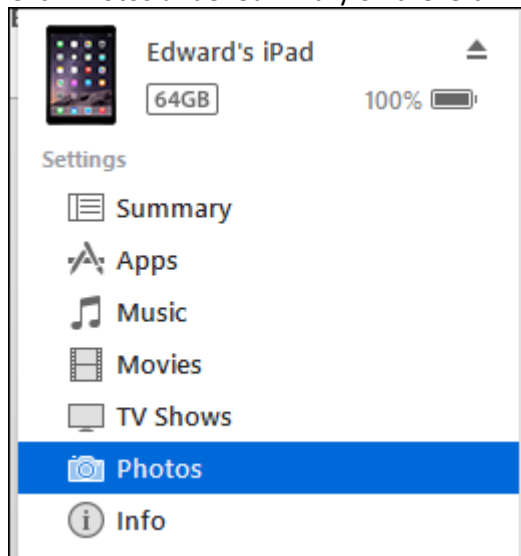 Edward's iPad
64GB 100%
Settings
Summary
Apps
Music
Movies
TV Shows
Photos
Info